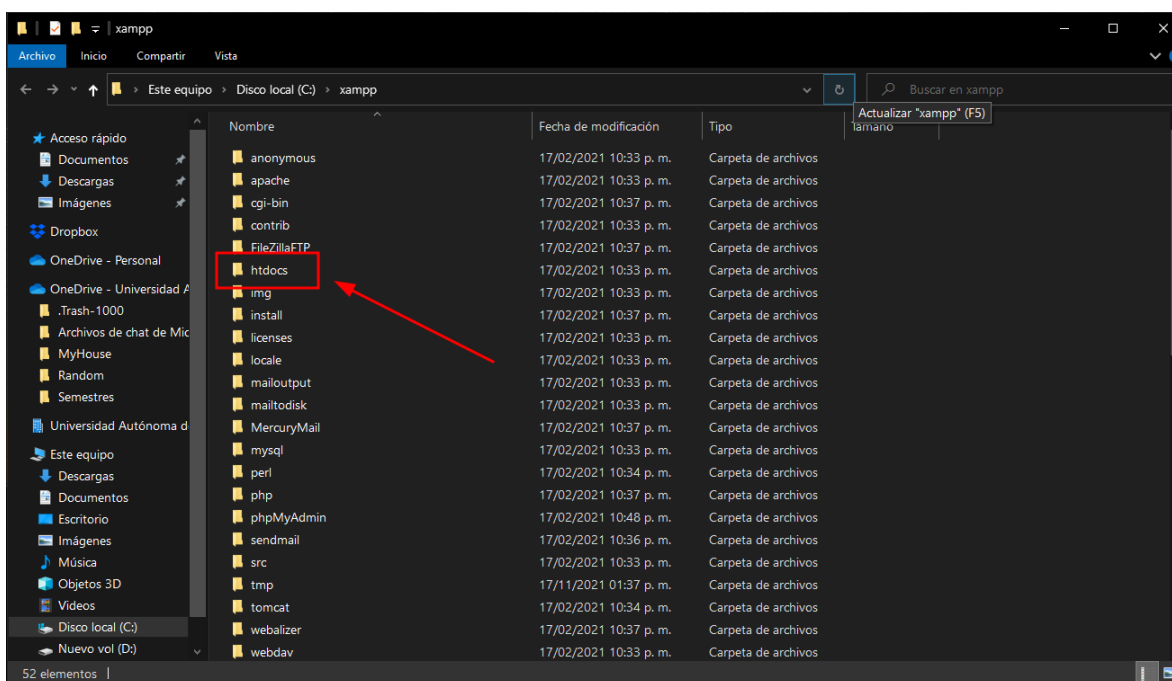 xampp
Archivo Inicio Compartir Vista
Este equipo > Disco local (C:) > xampp
Buscar en xampp
Actualizar "xampp" (F5)
Nombre Fecha de modificación Tipo Tamaño
anonymous 17/02/2021 10:33 p. m. Carpeta de archivos
apache 17/02/2021 10:33 p. m. Carpeta de archivos
cgi-bin 17/02/2021 10:37 p. m. Carpeta de archivos
contrib 17/02/2021 10:33 p. m. Carpeta de archivos
FileZillaFTP 17/02/2021 10:37 p. m. Carpeta de archivos
htdocs 17/02/2021 10:33 p. m. Carpeta de archivos
img 17/02/2021 10:33 p. m. Carpeta de archivos
install 17/02/2021 10:37 p. m. Carpeta de archivos
licenses 17/02/2021 10:33 p. m. Carpeta de archivos
locale 17/02/2021 10:33 p. m. Carpeta de archivos
mailoutput 17/02/2021 10:33 p. m. Carpeta de archivos
mailtodisk 17/02/2021 10:33 p. m. Carpeta de archivos
MercuryMail 17/02/2021 10:37 p. m. Carpeta de archivos
mysql 17/02/2021 10:33 p. m. Carpeta de archivos
perl 17/02/2021 10:34 p. m. Carpeta de archivos
php 17/02/2021 10:37 p. m. Carpeta de archivos
phpMyAdmin 17/02/2021 10:48 p. m. Carpeta de archivos
sendmail 17/02/2021 10:36 p. m. Carpeta de archivos
src 17/02/2021 10:33 p. m. Carpeta de archivos
tmp 17/11/2021 01:37 p. m. Carpeta de archivos
tomcat 17/02/2021 10:34 p. m. Carpeta de archivos
webalizer 17/02/2021 10:37 p. m. Carpeta de archivos
webdav 17/02/2021 10:33 p. m. Carpeta de archivos
Acceso rápido
Documentos
Descargas
Imágenes
Dropbox
OneDrive - Personal
OneDrive - Universidad A
.Trash-1000
Archivos de chat de Mic
MyHouse
Random
Semestres
Universidad Autónoma d
Este equipo
Descargas
Documentos
Escritorio
Imágenes
Música
Objetos 3D
Videos
Disco local (C:)
Nuevo vol (D:)
52 elementos